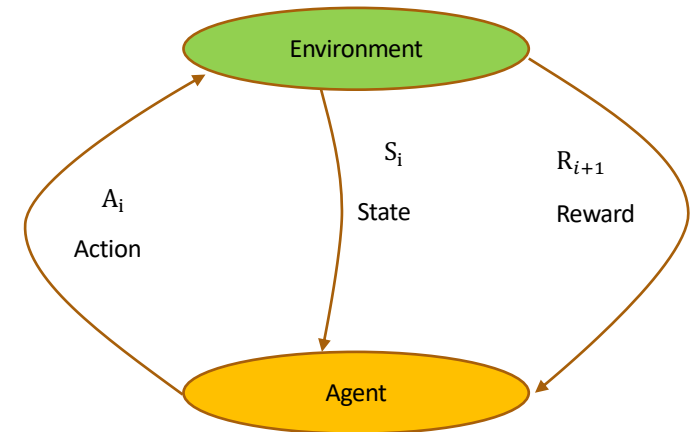 Environment
Sᵢ
State
Rᵢ₊₁
Reward
Aᵢ
Action
Agent